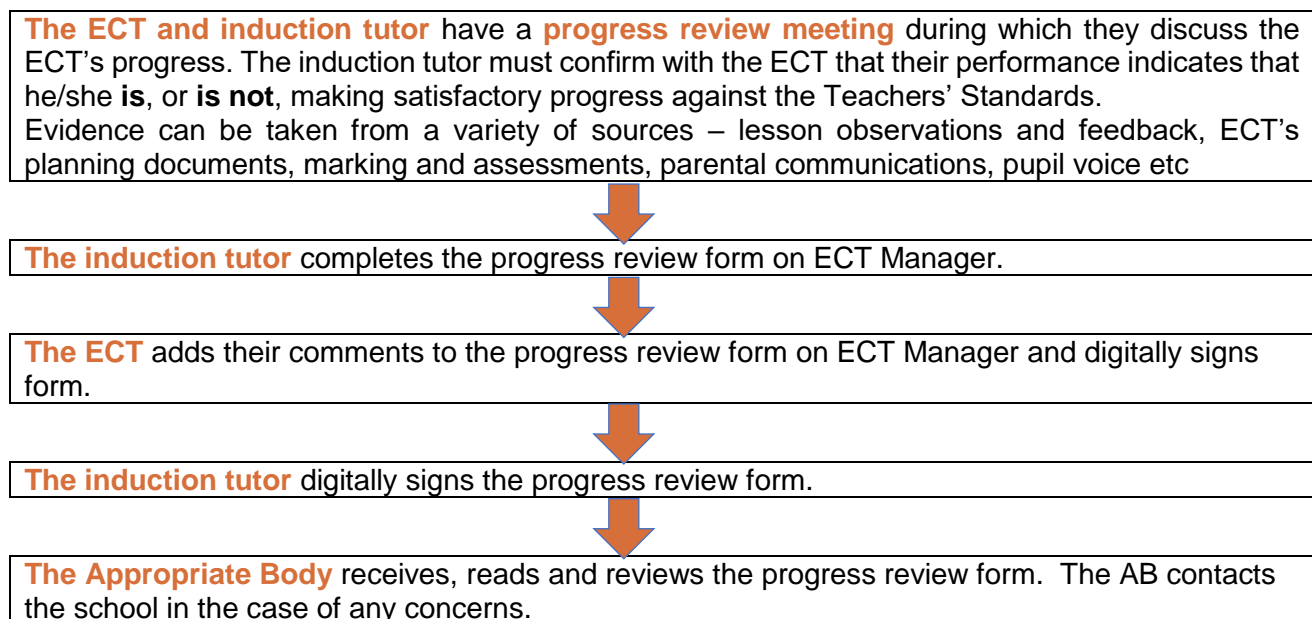 The ECT and induction tutor have a progress review meeting during which they discuss the
ECT’s progress. The induction tutor must confirm with the ECT that their performance indicates that
he/she is, or is not, making satisfactory progress against the Teachers’ Standards.
Evidence can be taken from a variety of sources – lesson observations and feedback, ECT’s
planning documents, marking and assessments, parental communications, pupil voice etc
The induction tutor completes the progress review form on ECT Manager.
The ECT adds their comments to the progress review form on ECT Manager and digitally signs
form.
The induction tutor digitally signs the progress review form.
The Appropriate Body receives, reads and reviews the progress review form.  The AB contacts
the school in the case of any concerns.